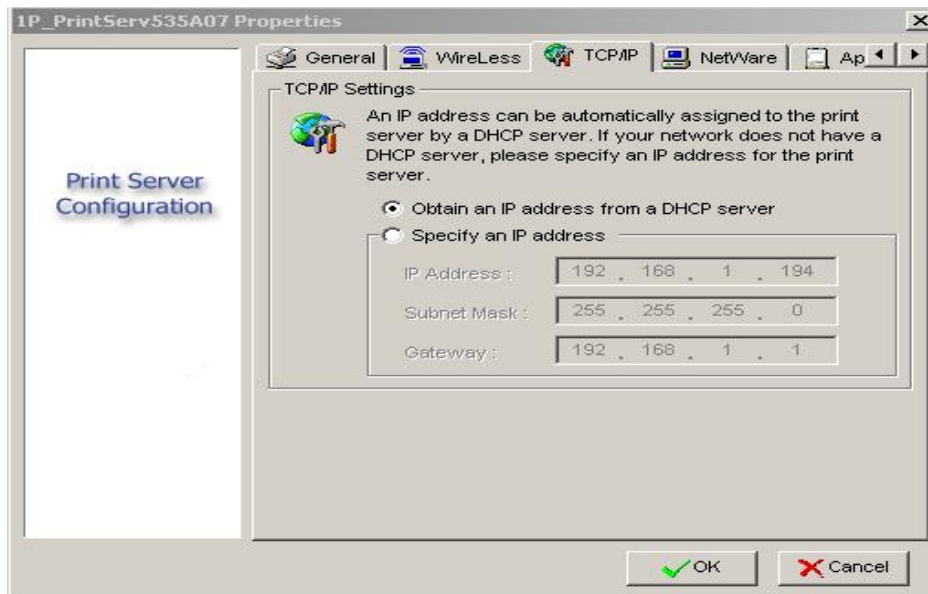 1P_PrintServ535A07 Properties
General WireLess TCP/IP NetWare Ap
Print Server
Configuration
TCP/IP Settings
An IP address can be automatically assigned to the print
server by a DHCP server. If your network does not have a
DHCP server, please specify an IP address for the print
server.
Obtain an IP address from a DHCP server
Specify an IP address
IP Address : 192 . 168 . 1 . 194
Subnet Mask : 255 . 255 . 255 . 0
Gateway : 192 . 168 . 1 . 1
OK Cancel